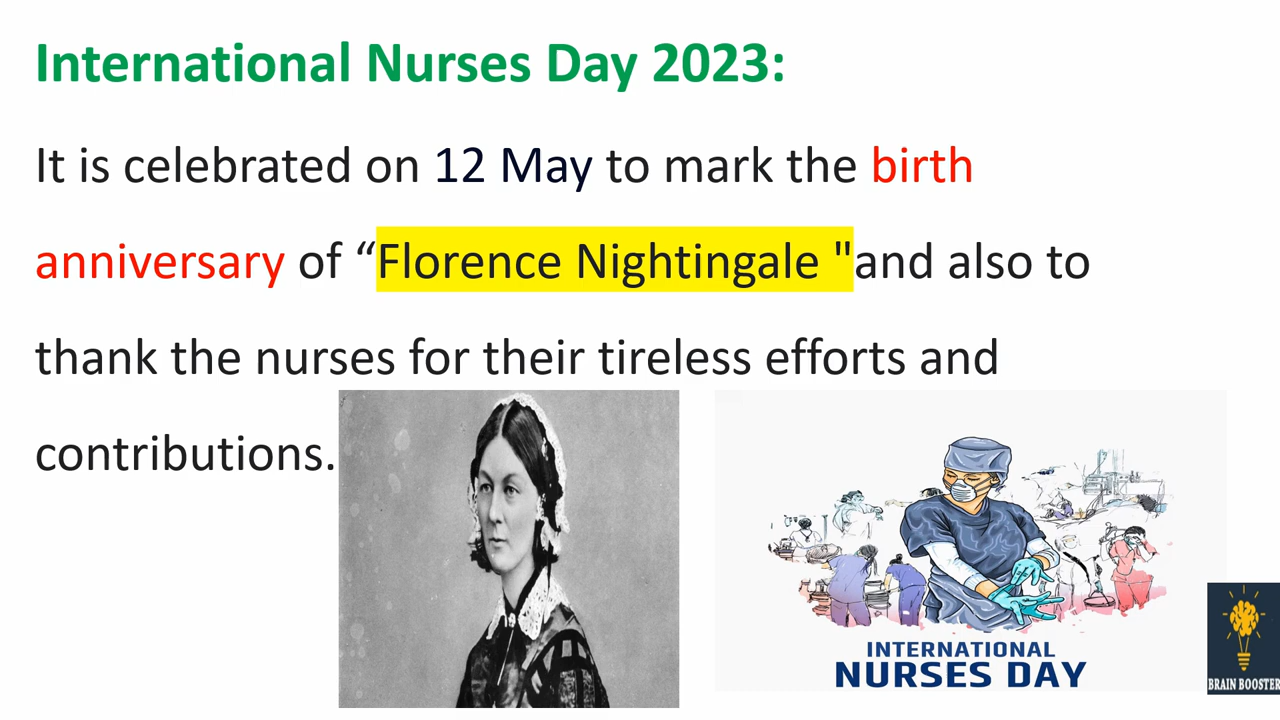 International Nurses Day 2023:
It is celebrated on 12 May to mark the birth
anniversary of “Florence Nightingale "and also to
thank the nurses for their tireless efforts and
contributions.
INTERNATIONAL
NURSES DAY
BRAIN BOOSTER